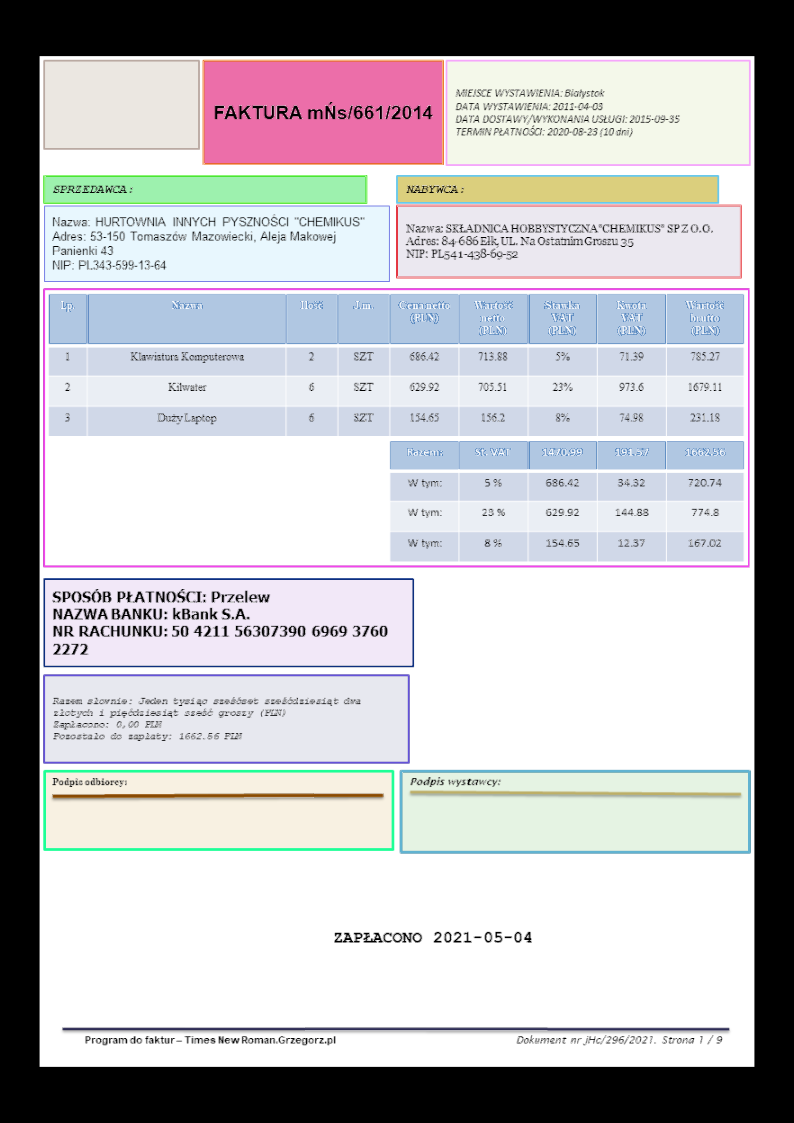 FAKTURA mŃs/661/2014
MIEJSCE WYSTAWIENIA: Białystok
DATA WYSTAWIENIA: 2011-04-03
DATA DOSTAWY/WYKONANIA USŁUGI: 2015-09-35
TERMIN PŁATNOŚCI: 2020-08-23 (10 dni)
SPRZEDAWCA:
NABYWCA:
Nazwa: HURTOWNIA INNYCH PYSZNOŚCI "CHEMIKUS"
Adres: 53-150 Tomaszów Mazowiecki, Aleja Makowej
Panienki 43
NIP: PL343-599-13-64
Nazwa: SKŁADNICA HOBBYSTYCZNA"CHEMIKUS" SP Z O.O.
Adres: 84-686 Ełk, UL. Na Ostatnim Groszu 35
NIP: PL541-438-69-52
Lp. Nazwa Ilość J.m. Cena netto (PLN) Wartość netto (PLN) Stawka VAT (PLN) Kwota VAT (PLN) Wartość brutto (PLN)
1 Klawiatura Komputerowa 2 SZT 686.42 713.88 5% 71.39 785.27
2 Kilwater 6 SZT 629.92 705.51 23% 973.6 1679.11
3 Duży Laptop 6 SZT 154.65 156.2 8% 74.98 231.18
Razem: St. VAT 1470.99 191.57 1662.56
W tym: 5 % 686.42 34.32 720.74
W tym: 23 % 629.92 144.88 774.8
W tym: 8 % 154.65 12.37 167.02
SPOSÓB PŁATNOŚCI: Przelew
NAZWA BANKU: kBank S.A.
NR RACHUNKU: 50 4211 56307390 6969 3760
2272
Razem słownie: Jeden tysiąc sześćset sześćdziesiąt dwa
złotych i pięćdziesiąt sześć groszy (PLN)
Zapłacono: 0,00 PLN
Pozostało do zapłaty: 1662.56 PLN
Podpis odbiorcy:
Podpis wystawcy:
ZAPŁACONO 2021-05-04
Program do faktur – Times New Roman.Grzegorz.pl
Dokument nr jHc/296/2021. Strona 1 / 9